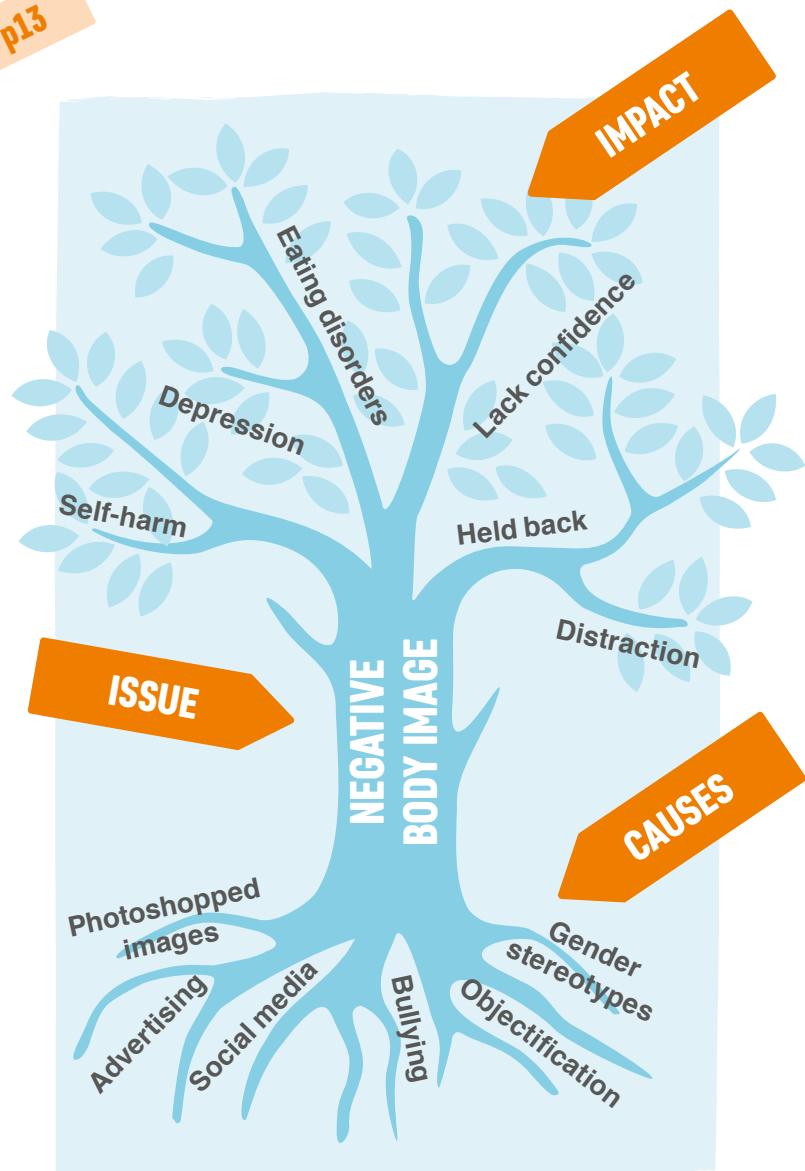 p13
IMPACT
Eating disorders
Lack confidence
Depression
Self-harm
Held back
Distraction
ISSUE
NEGATIVE
BODY IMAGE
CAUSES
Photoshopped
images
Advertising
Social media
Bullying
Objectification
Gender
stereotypes